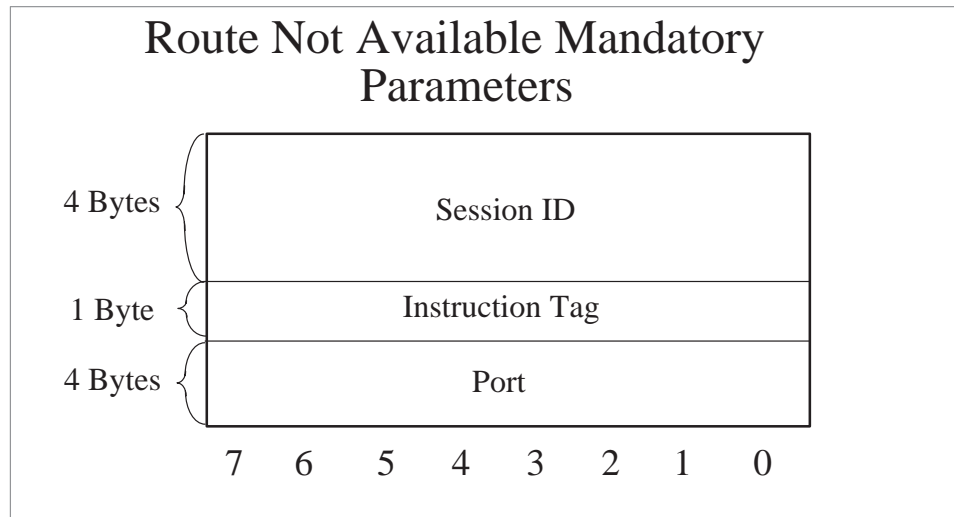 Route Not Available Mandatory
Parameters
4 Bytes
Session ID
1 Byte
Instruction Tag
4 Bytes
Port
7 6 5 4 3 2 1 0